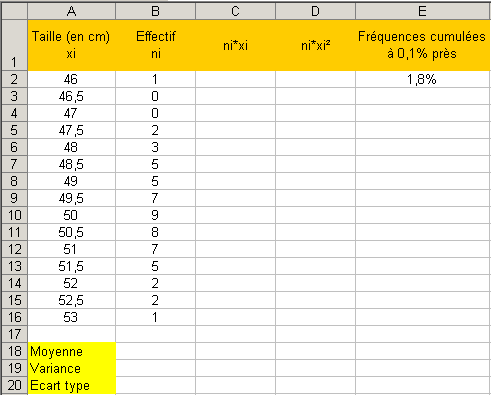 A B C D E
1 Taille (en cm) xi Effectif ni ni*xi ni*xi² Fréquences cumulées à 0,1% près
2 46 1 1,8%
3 46,5 0
4 47 0
5 47,5 2
6 48 3
7 48,5 5
8 49 5
9 49,5 7
10 50 9
11 50,5 8
12 51 7
13 51,5 5
14 52 2
15 52,5 2
16 53 1
17
18 Moyenne
19 Variance
20 Ecart type